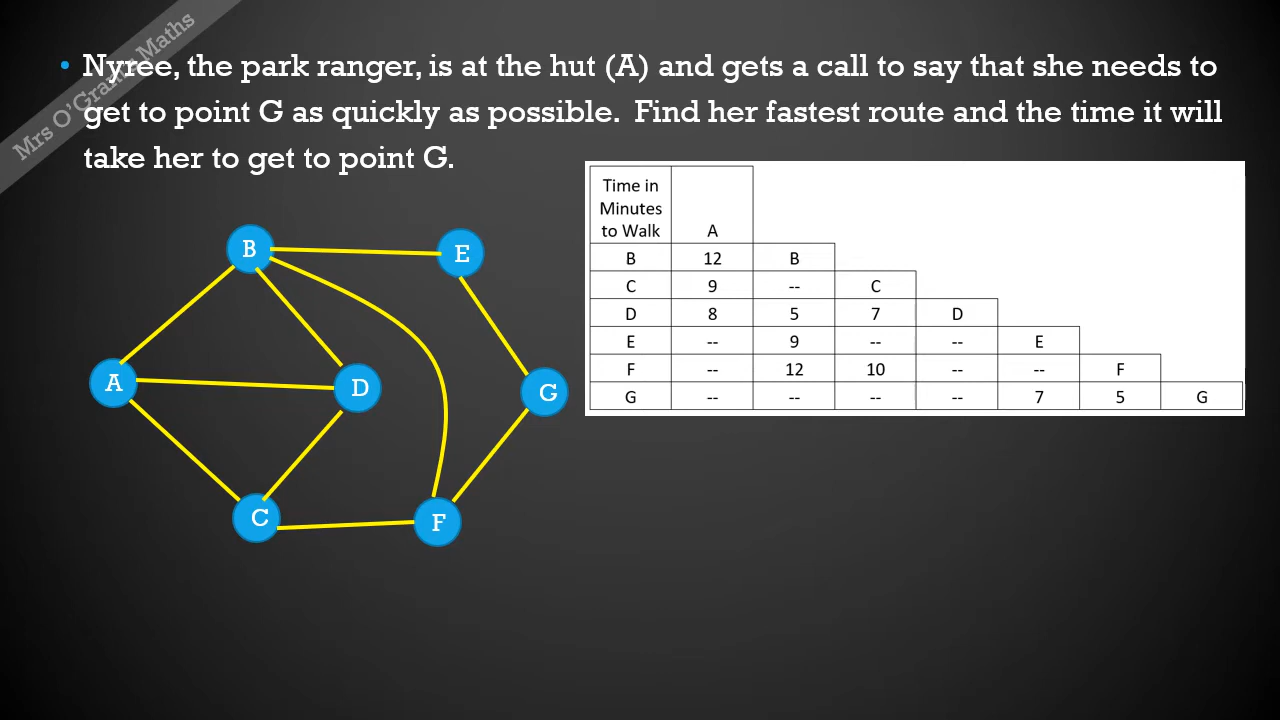 Mrs O'Grady Maths
• Nyree, the park ranger, is at the hut (A) and gets a call to say that she needs to
get to point G as quickly as possible. Find her fastest route and the time it will
take her to get to point G.
Time in
Minutes
to Walk A
B 12 B
C 9 -- C
D 8 5 7 D
E -- 9 -- -- E
F -- 12 10 -- -- F
G -- -- -- -- 7 5 G
B E
A D G
C F